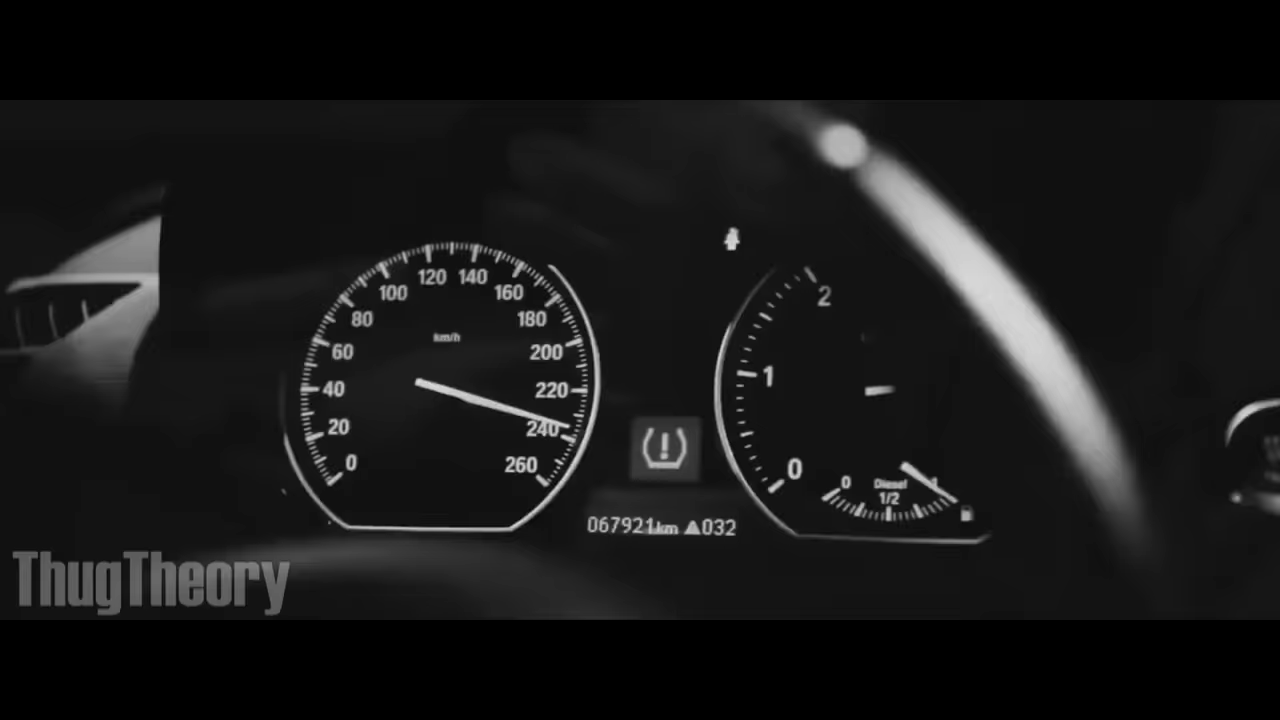 120 140
100 160
80 180
km/h
60 200
40 220
20 240
0 260
2
1
0
0 Diesel 1
1/2
067921km ▲032
ThugTheory